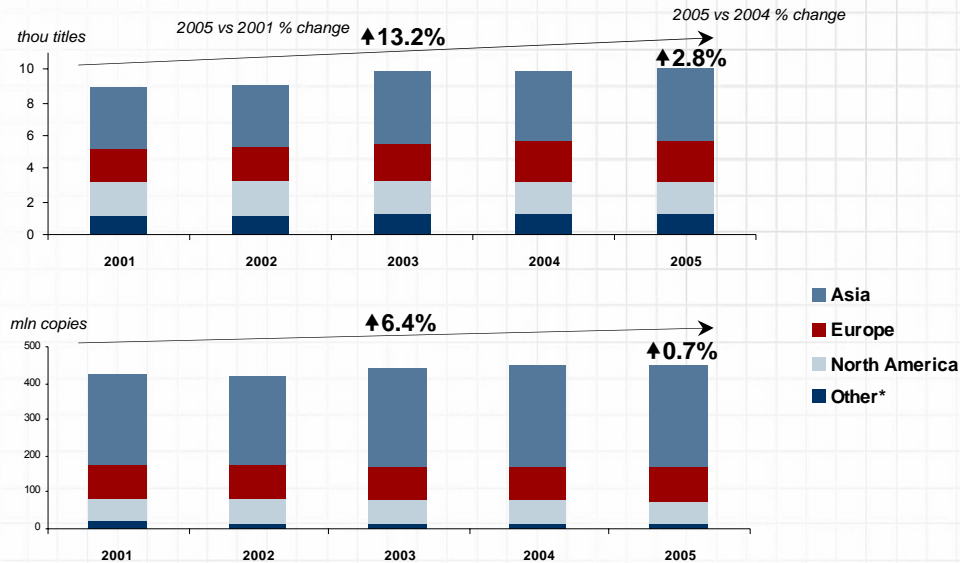 2005 vs 2004 % change
2005 vs 2001 % change
thou titles
↑13.2%
↑2.8%
10
8
6
4
2
0
2001 2002 2003 2004 2005
Asia
Europe
North America
Other*
mln copies
↑6.4%
↑0.7%
500
400
300
200
100
0
2001 2002 2003 2004 2005